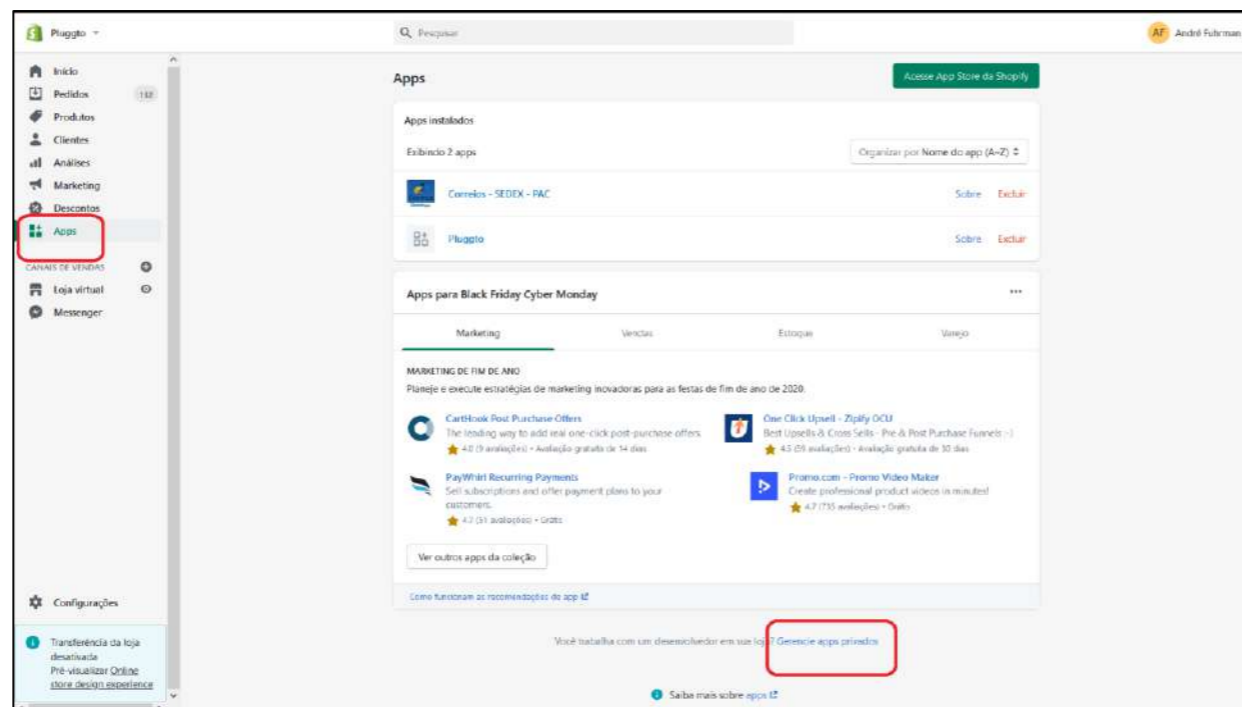 Pluggto
Pesquisar
AF André Fuhrman
Início
Pedidos
Produtos
Clientes
Análises
Marketing
Descontos
Apps
CANAIS DE VENDAS
Loja virtual
Messenger
Configurações
Transferência da loja
desativada
Pré-visualizar Online
store design experience
Apps
Acesse App Store da Shopify
Apps instalados
Exibindo 2 apps
Organizar por Nome do app (A–Z)
Correios - SEDEX - PAC
Sobre Excluir
Pluggto
Sobre Excluir
Apps para Black Friday Cyber Monday
Marketing Vendas Estoque Varejo
MARKETING DE FIM DE ANO
Planeje e execute estratégias de marketing inovadoras para as festas de fim de ano de 2020.
CartHook Post Purchase Offers
The leading way to add real one-click post-purchase offers.
4.0 (9 avaliações) • Avaliação gratuita de 14 dias
One Click Upsell - Zipify OCU
Best Upsells & Cross Sells - Pre & Post Purchase Funnels :-)
4.5 (59 avaliações) • Avaliação gratuita de 30 dias
PayWhirl Recurring Payments
Sell subscriptions and offer payment plans to your
customers.
4.7 (51 avaliações) • Grátis
Promo.com - Promo Video Maker
Create professional product videos in minutes!
4.7 (735 avaliações) • Grátis
Ver outros apps da coleção
Como funcionam as recomendações de app
Você trabalha com um desenvolvedor em sua loja? Gerencie apps privados
Saiba mais sobre apps